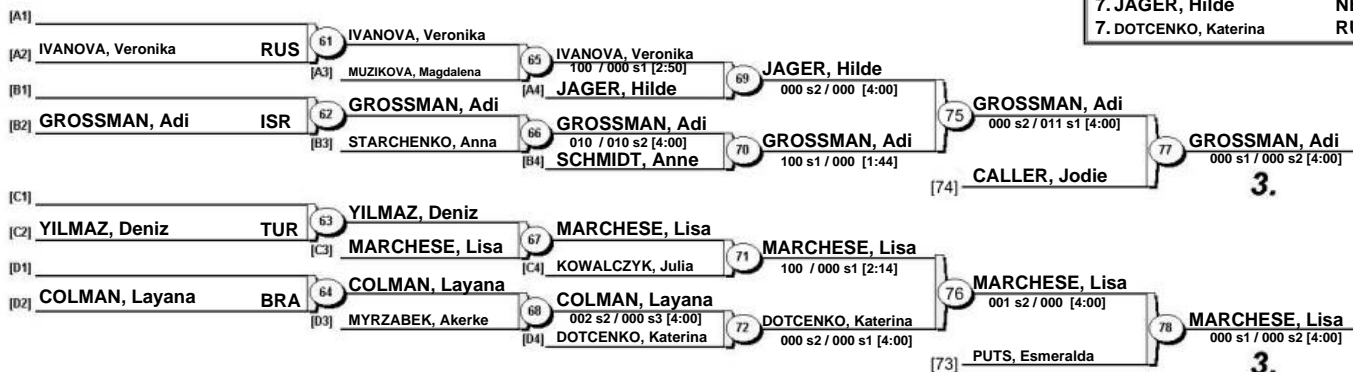 7. JAGER, Hilde
7. DOTCENKO, Katerina
[A1]
[A2] IVANOVA, Veronika RUS
61
IVANOVA, Veronika
[A3] MUZIKOVA, Magdalena
65
IVANOVA, Veronika
100 / 000 s1 [2:50]
[A4] JAGER, Hilde
69
JAGER, Hilde
000 s2 / 000 [4:00]
[B1]
[B2] GROSSMAN, Adi ISR
62
GROSSMAN, Adi
[B3] STARCHENKO, Anna
66
GROSSMAN, Adi
010 / 010 s2 [4:00]
[B4] SCHMIDT, Anne
70
GROSSMAN, Adi
100 s1 / 000 [1:44]
75
GROSSMAN, Adi
000 s2 / 011 s1 [4:00]
[74] CALLER, Jodie
77
GROSSMAN, Adi
000 s1 / 000 s2 [4:00]
3.
[C1]
[C2] YILMAZ, Deniz TUR
63
YILMAZ, Deniz
[C3] MARCHESE, Lisa
67
MARCHESE, Lisa
[C4] KOWALCZYK, Julia
71
MARCHESE, Lisa
100 / 000 s1 [2:14]
[D1]
[D2] COLMAN, Layana BRA
64
COLMAN, Layana
[D3] MYRZABEK, Akerke
68
COLMAN, Layana
002 s2 / 000 s3 [4:00]
[D4] DOTCENKO, Katerina
72
DOTCENKO, Katerina
000 s2 / 000 s1 [4:00]
76
MARCHESE, Lisa
001 s2 / 000 [4:00]
[73] PUTS, Esmeralda
78
MARCHESE, Lisa
000 s1 / 000 s2 [4:00]
3.